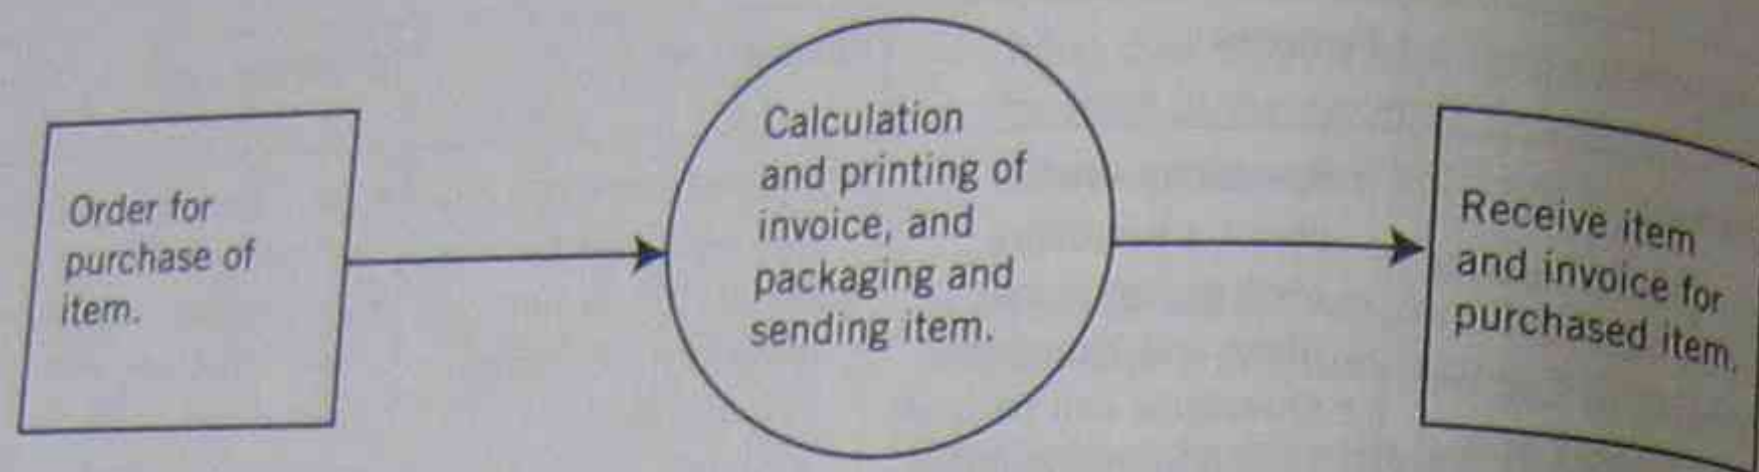 Order for
purchase of
item.
Calculation
and printing of
invoice, and
packaging and
sending item.
Receive item
and invoice for
purchased item.